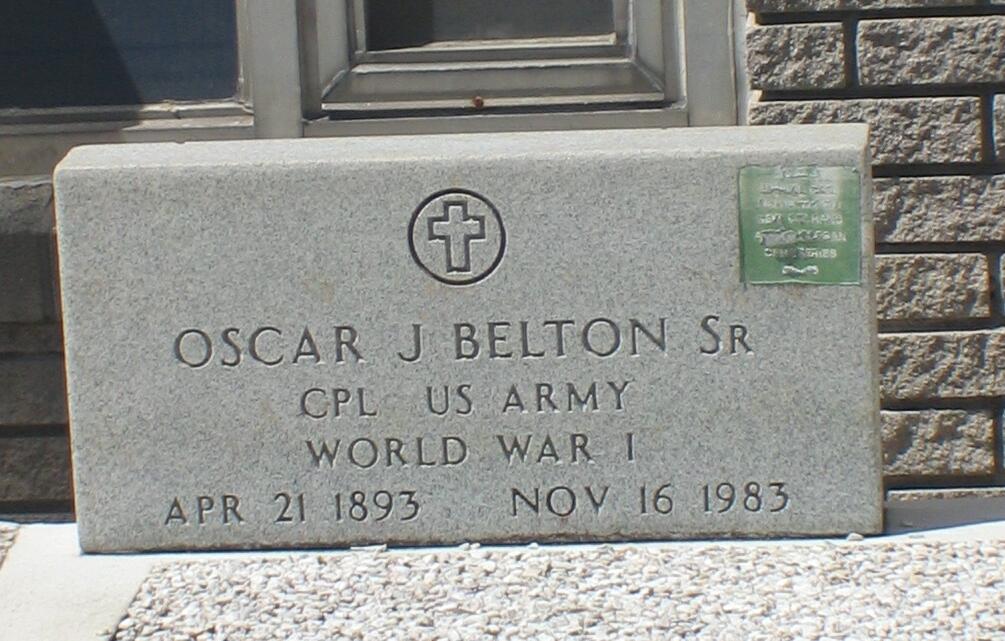 OSCAR J BELTON SR
CPL US ARMY
WORLD WAR I
APR 21 1893 NOV 16 1983